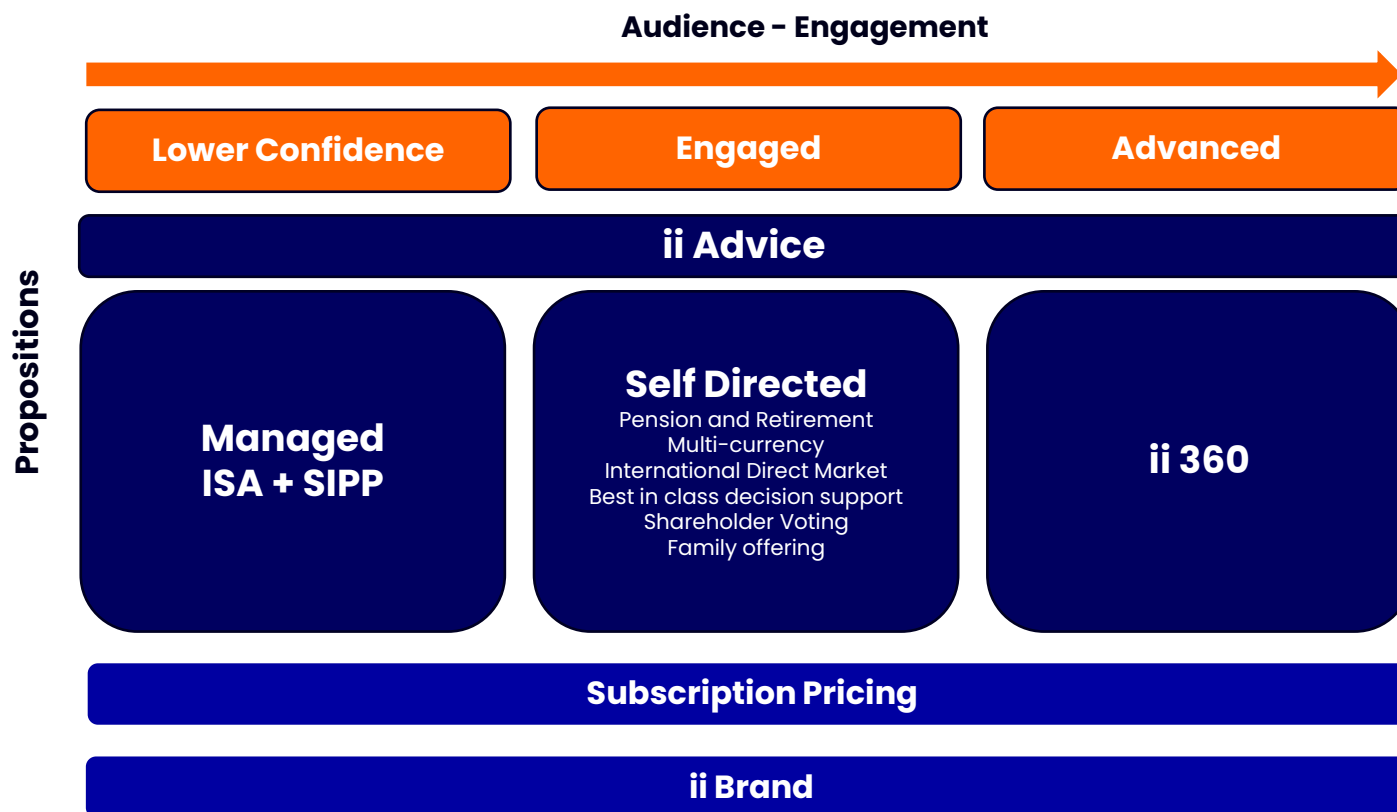 Audience - Engagement
Lower Confidence
Engaged
Advanced
ii Advice
Propositions
Managed
ISA + SIPP
Self Directed
Pension and Retirement
Multi-currency
International Direct Market
Best in class decision support
Shareholder Voting
Family offering
ii 360
Subscription Pricing
ii Brand